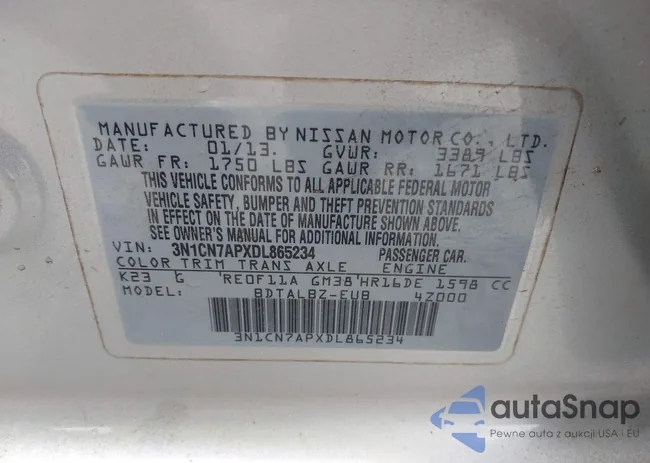 MANUFACTURED BY NISSAN MOTOR CO., LTD.
DATE: 01/13. GVWR: 3389 LBS
GAWR FR: 1750 LBS GAWR RR: 1671 LBS
THIS VEHICLE CONFORMS TO ALL APPLICABLE FEDERAL MOTOR
VEHICLE SAFETY, BUMPER AND THEFT PREVENTION STANDARDS
IN EFFECT ON THE DATE OF MANUFACTURE SHOWN ABOVE.
SEE OWNER'S MANUAL FOR ADDITIONAL INFORMATION
VIN: 3N1CN7APXDL865234 PASSENGER CAR.
COLOR TRIM TRANS AXLE ENGINE
K23 G RE0F11A GM38 HR16DE 1598 CC
MODEL: BDTALBZ-EUB 4Z000
3N1CN7APXDL865234
autaSnap
Pewne auta z aukcji USA i EU